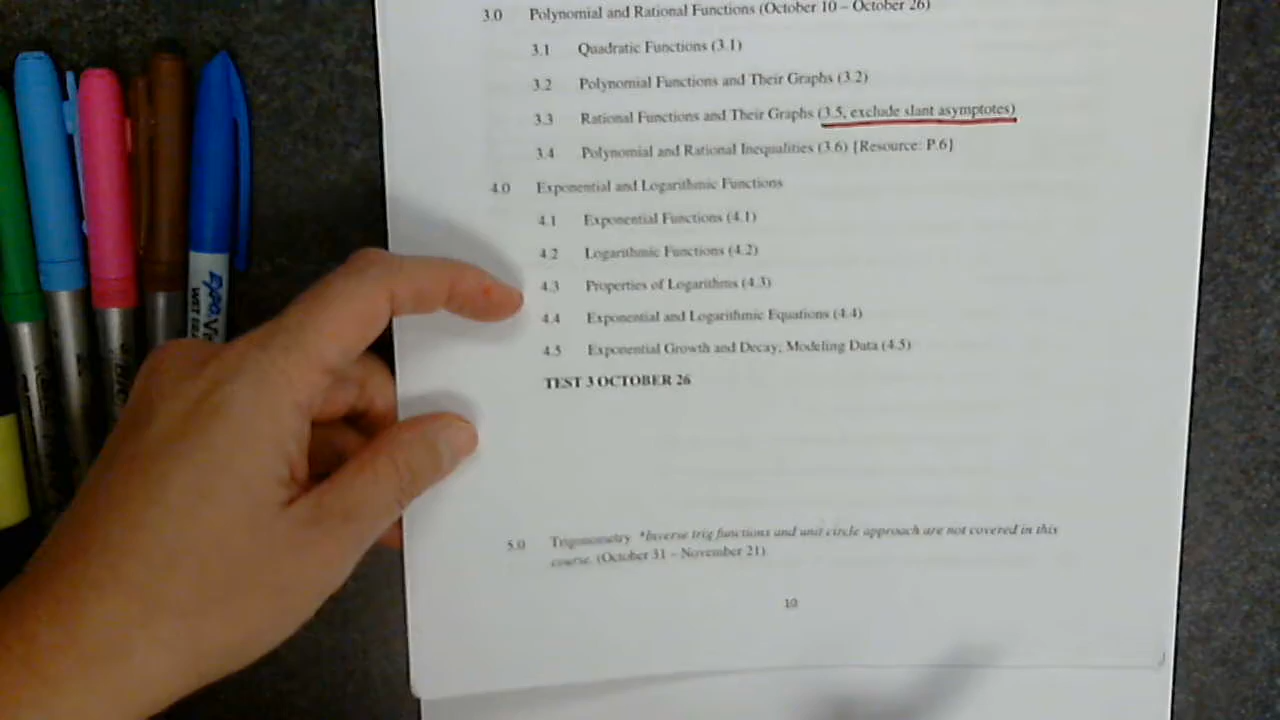 3.0 Polynomial and Rational Functions (October 10 – October 26)
3.1 Quadratic Functions (3.1)
3.2 Polynomial Functions and Their Graphs (3.2)
3.3 Rational Functions and Their Graphs (3.5, exclude slant asymptotes)
3.4 Polynomial and Rational Inequalities (3.6) [Resource: P.6]
4.0 Exponential and Logarithmic Functions
4.1 Exponential Functions (4.1)
4.2 Logarithmic Functions (4.2)
4.3 Properties of Logarithms (4.3)
4.4 Exponential and Logarithmic Equations (4.4)
4.5 Exponential Growth and Decay, Modeling Data (4.5)
TEST 3 OCTOBER 26
5.0 Trigonometry *Inverse trig functions and unit circle approach are not covered in this
course. (October 31 – November 21)
10
Expo